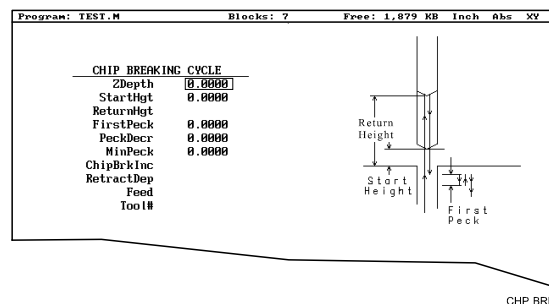 Program: TEST.M Blocks: 7 Free: 1,879 KB Inch Abs XY
CHIP BREAKING CYCLE
ZDepth 0.0000
StartHgt 0.0000
ReturnHgt
FirstPeck 0.0000
PeckDecr 0.0000
MinPeck 0.0000
ChipBrkInc
RetractDep
Feed
Tool#
Return
Height
Start
Height
First
Peck
CHP BRE